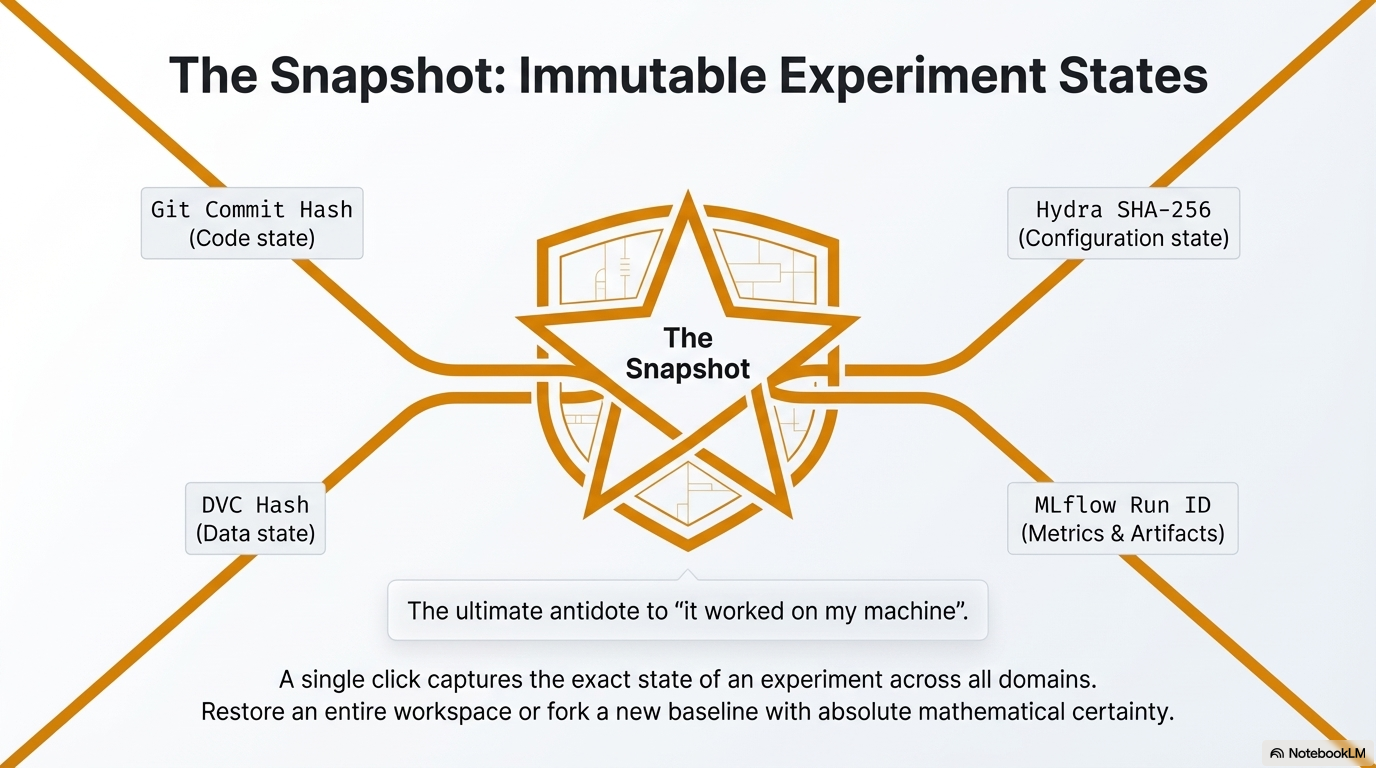 The Snapshot: Immutable Experiment States
Git Commit Hash
(Code state)
Hydra SHA-256
(Configuration state)
The
Snapshot
DVC Hash
(Data state)
MLflow Run ID
(Metrics & Artifacts)
The ultimate antidote to “it worked on my machine”.
A single click captures the exact state of an experiment across all domains.
Restore an entire workspace or fork a new baseline with absolute mathematical certainty.
NotebookLM